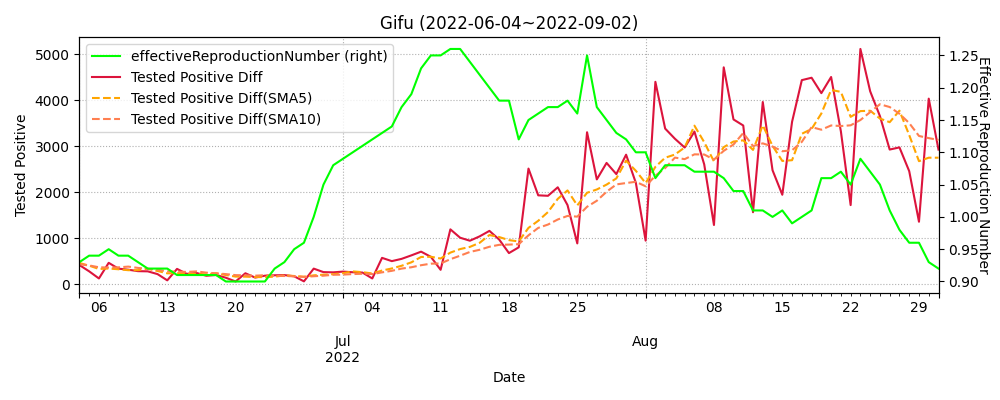 Gifu (2022-06-04~2022-09-02)
effectiveReproductionNumber (right)
Tested Positive Diff
Tested Positive Diff(SMA5)
Tested Positive Diff(SMA10)
Tested Positive
5000
4000
3000
2000
1000
0
Effective Reproduction Number
1.25
1.20
1.15
1.10
1.05
1.00
0.95
0.90
06 13 20 27 04 11 18 25 08 15 22 29
Jul Aug
2022
Date